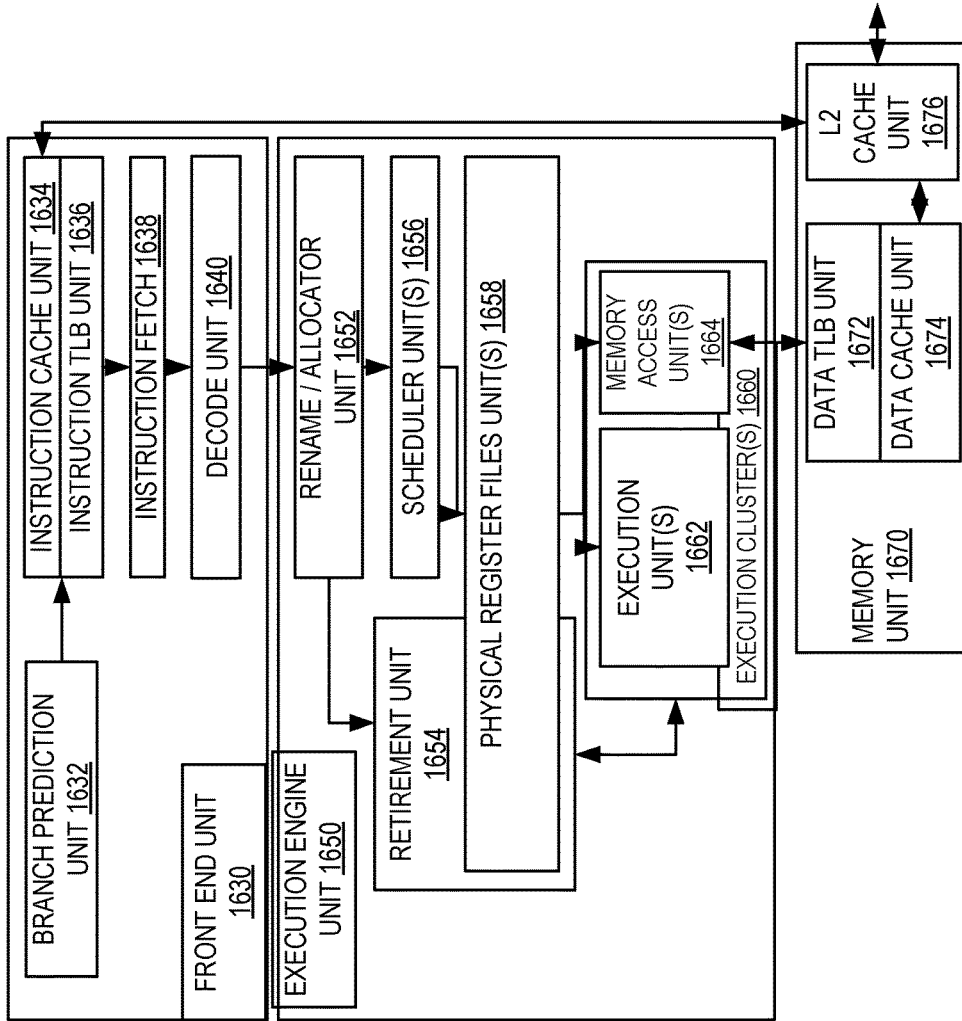 BRANCH PREDICTION
UNIT 1632
INSTRUCTION CACHE UNIT 1634
INSTRUCTION TLB UNIT 1636
INSTRUCTION FETCH 1638
DECODE UNIT 1640
FRONT END UNIT
1630
EXECUTION ENGINE
UNIT 1650
RENAME / ALLOCATOR
UNIT 1652
RETIREMENT UNIT
1654
SCHEDULER UNIT(S) 1656
PHYSICAL REGISTER FILES UNIT(S) 1658
EXECUTION
UNIT(S)
1662
MEMORY
ACCESS
UNIT(S)
1664
EXECUTION CLUSTER(S) 1660
MEMORY
UNIT 1670
DATA TLB UNIT
1672
DATA CACHE UNIT
1674
L2
CACHE
UNIT
1676